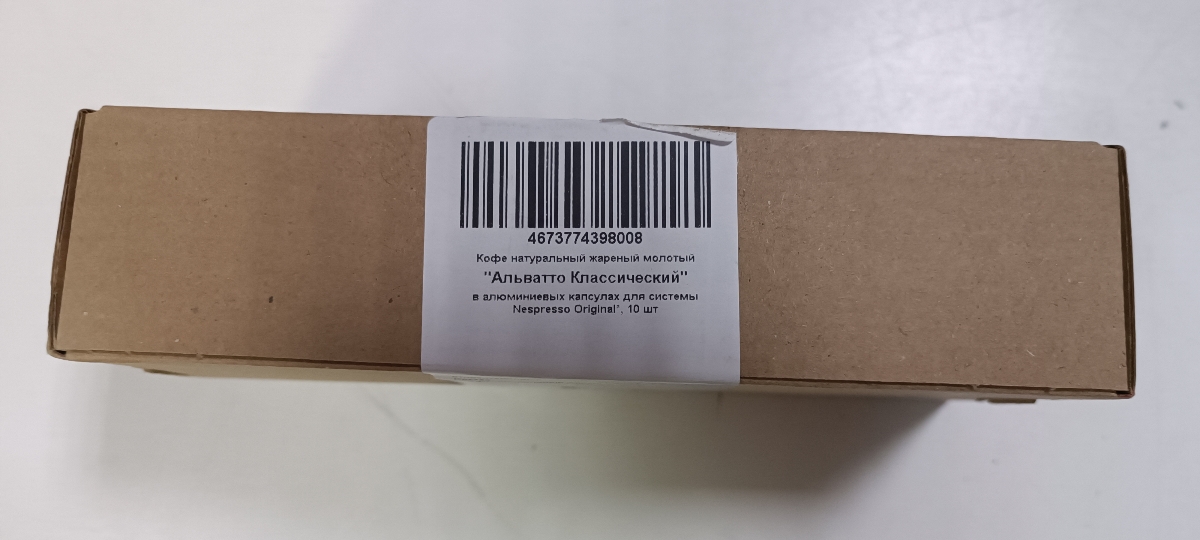 4673774398008
Кофе натуральный жареный молотый
"Альватто Классический"
в алюминиевых капсулах для системы
Nespresso Original*, 10 шт